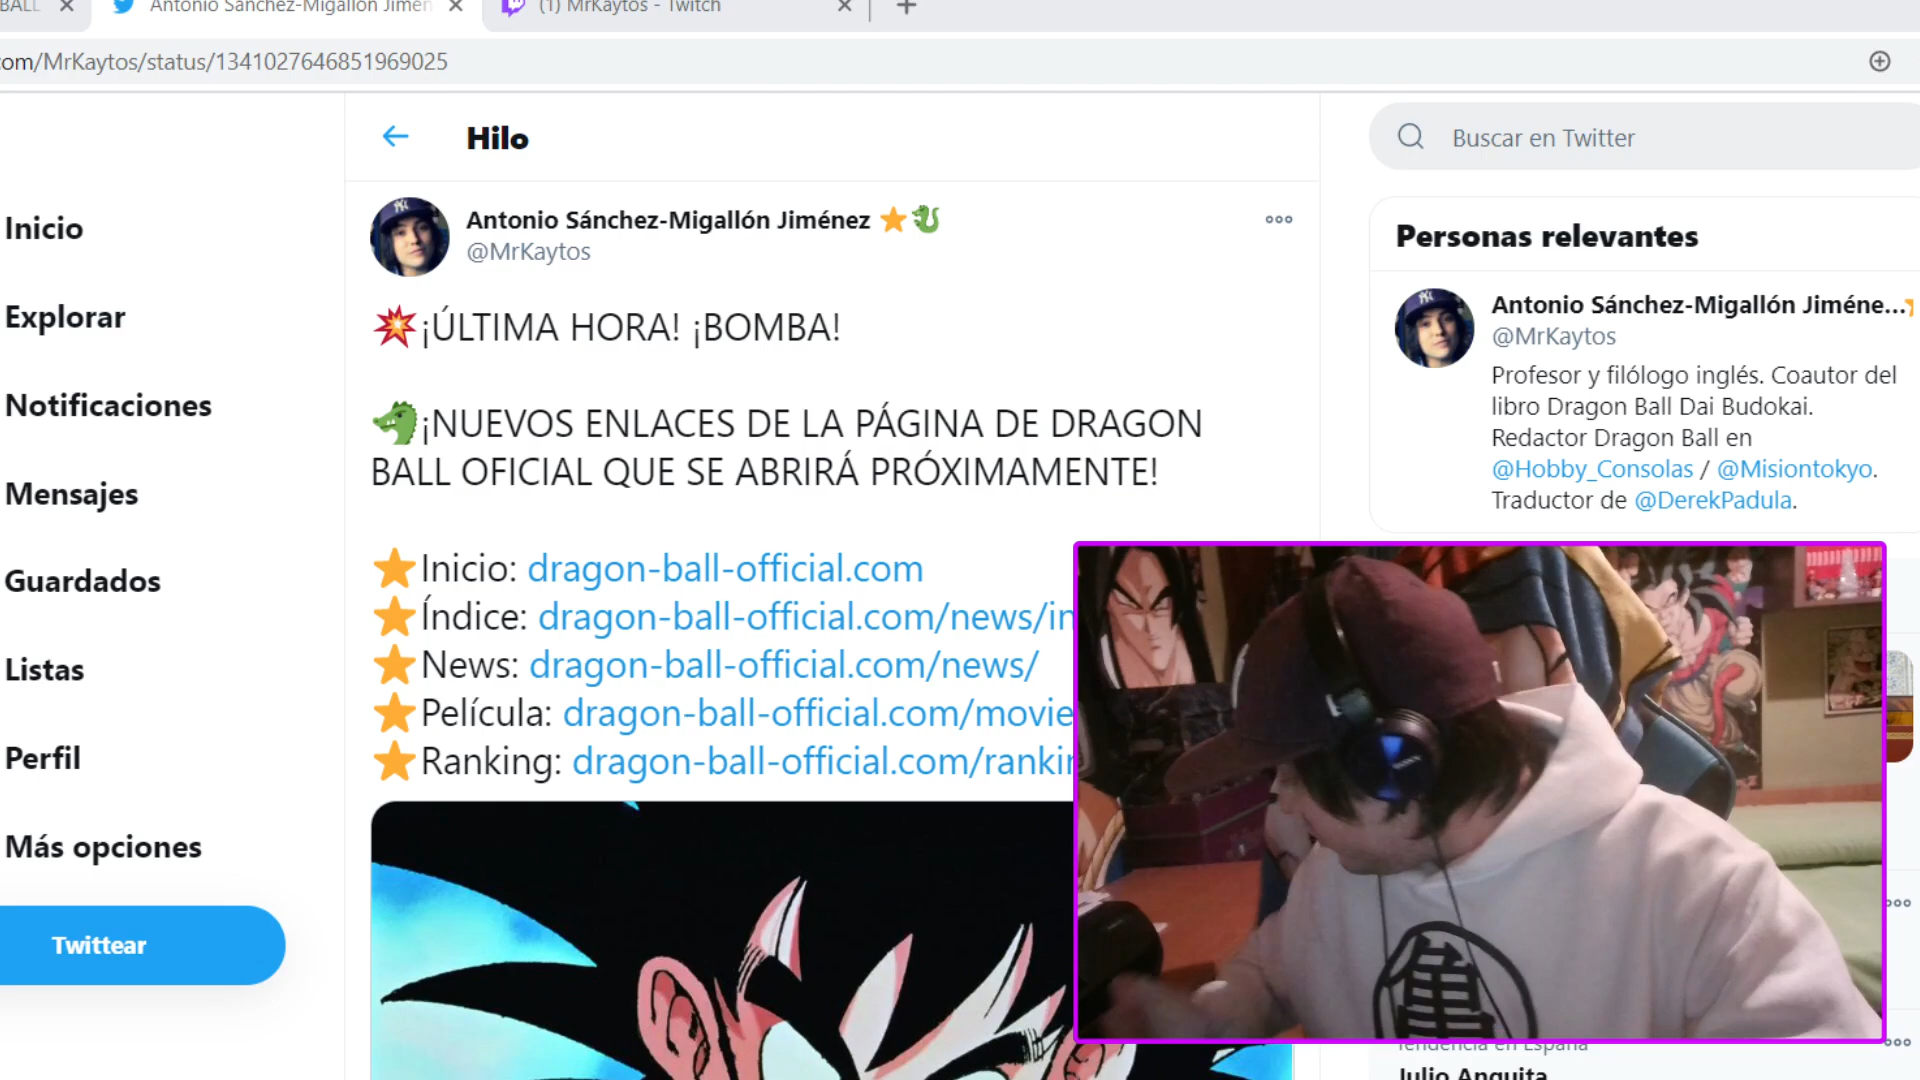 Antonio Sánchez-Migallón Jimén
(1) MrKaytos - Twitch
om/MrKaytos/status/1341027646851969025
Hilo
Buscar en Twitter
Inicio
Explorar
Notificaciones
Mensajes
Guardados
Listas
Perfil
Más opciones
Twittear
Antonio Sánchez-Migallón Jiménez ⭐🐉
@MrKaytos
💥¡ÚLTIMA HORA! ¡BOMBA!
🐲¡NUEVOS ENLACES DE LA PÁGINA DE DRAGON
BALL OFICIAL QUE SE ABRIRÁ PRÓXIMAMENTE!
⭐Inicio: dragon-ball-official.com
⭐Índice: dragon-ball-official.com/news/in
⭐News: dragon-ball-official.com/news/
⭐Película: dragon-ball-official.com/movie
⭐Ranking: dragon-ball-official.com/rankin
Personas relevantes
Antonio Sánchez-Migallón Jiméne...
@MrKaytos
Profesor y filólogo inglés. Coautor del
libro Dragon Ball Dai Budokai.
Redactor Dragon Ball en
@Hobby_Consolas / @Misiontokyo.
Traductor de @DerekPadula.
亀
SONY
Tendencia en España
Julio Anguita